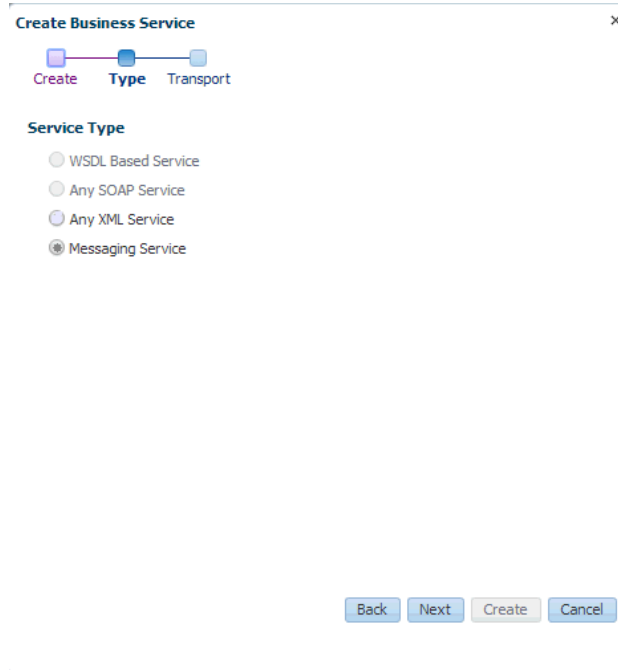 Create Business Service
Create Type Transport
Service Type
WSDL Based Service
Any SOAP Service
Any XML Service
Messaging Service
Back Next Create Cancel